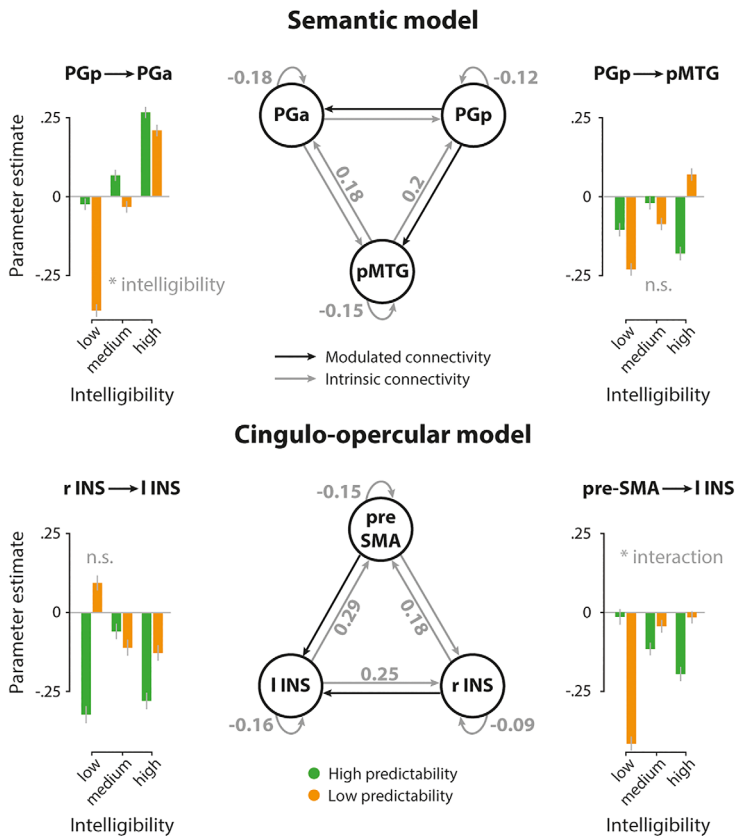 Semantic model
PGp → PGa
PGp → pMTG
-0.18
-0.12
PGa
PGp
0.18
0.2
pMTG
-0.15
Parameter estimate
.25
0
-.25
* intelligibility
low
medium
high
Intelligibility
.25
0
-.25
n.s.
low
medium
high
Intelligibility
Modulated connectivity
Intrinsic connectivity
Cingulo-opercular model
r INS → l INS
pre-SMA → l INS
-0.15
pre
SMA
0.29
0.18
l INS
0.25
r INS
-0.16
-0.09
Parameter estimate
.25
0
-.25
n.s.
low
medium
high
Intelligibility
.25
0
-.25
* interaction
low
medium
high
Intelligibility
High predictability
Low predictability